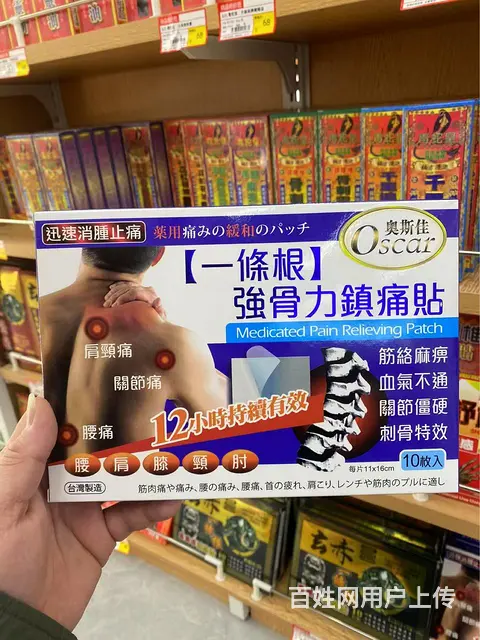 68
68
迅速消腫止痛
薬用痛みの緩和のパッチ
奥斯佳
Oscar
【一條根】
強骨力鎮痛貼
Medicated Pain Relieving Patch
肩頸痛
關節痛
腰痛
筋絡麻痹
血氣不通
關節僵硬
刺骨特效
12小時持續有效
腰 肩 膝 頸 肘
10枚入
每片11x16cm
台灣製造
筋肉痛や痛み、腰の痛み、腰痛、首の疲れ、肩こり、レンチや筋肉のプルに適し
百姓网用户上传